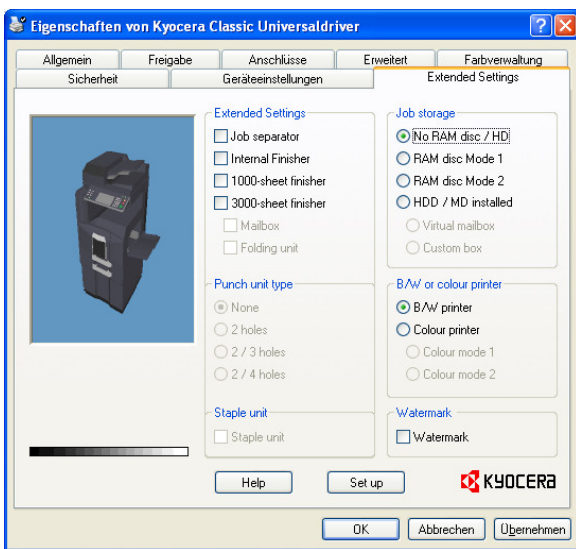 Eigenschaften von Kyocera Classic Universaldriver
Allgemein Freigabe Anschlüsse Erweitert Farbverwaltung
Sicherheit Geräteeinstellungen Extended Settings
Extended Settings
Job separator
Internal Finisher
1000-sheet finisher
3000-sheet finisher
Mailbox
Folding unit
Job storage
No RAM disc / HD
RAM disc Mode 1
RAM disc Mode 2
HDD / MD installed
Virtual mailbox
Custom box
Punch unit type
None
2 holes
2 / 3 holes
2 / 4 holes
B/W or colour printer
B/W printer
Colour printer
Colour mode 1
Colour mode 2
Staple unit
Staple unit
Watermark
Watermark
Help Set up KYOCERA
OK Abbrechen Übernehmen